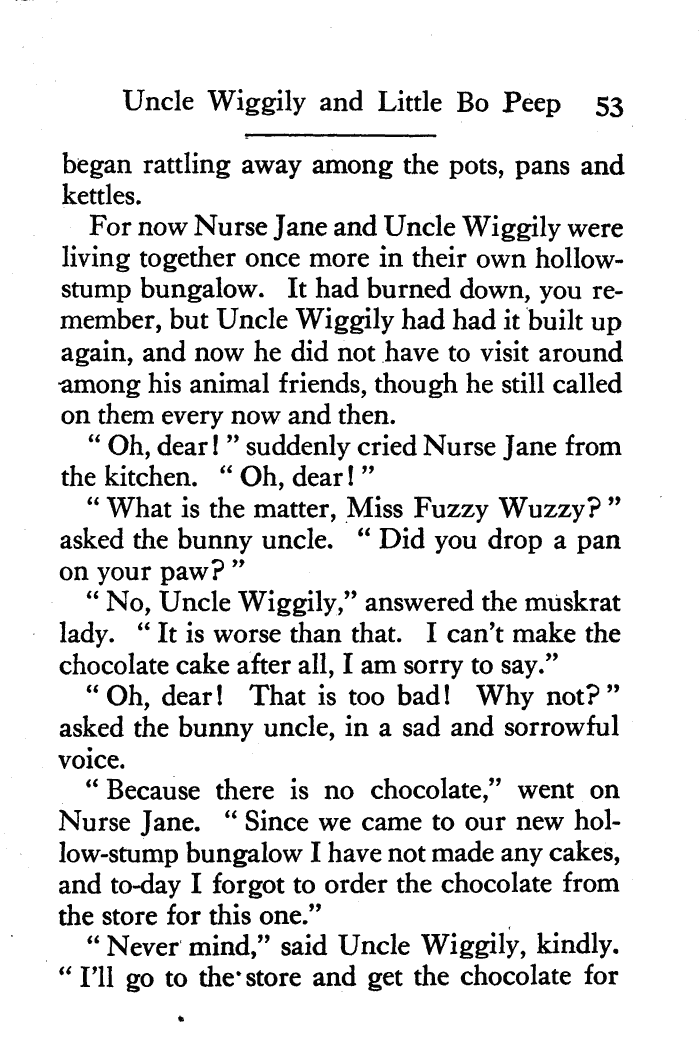 Uncle Wiggily and Little Bo Peep 53
began rattling away among the pots, pans and
kettles.
For now Nurse Jane and Uncle Wiggily were
living together once more in their own hollow-
stump bungalow. It had burned down, you re-
member, but Uncle Wiggily had had it built up
again, and now he did not have to visit around
among his animal friends, though he still called
on them every now and then.
“ Oh, dear! ” suddenly cried Nurse Jane from
the kitchen. “ Oh, dear! ”
“ What is the matter, Miss Fuzzy Wuzzy? ”
asked the bunny uncle. “ Did you drop a pan
on your paw? ”
“ No, Uncle Wiggily,” answered the muskrat
lady. “ It is worse than that. I can’t make the
chocolate cake after all, I am sorry to say.”
“ Oh, dear! That is too bad! Why not? ”
asked the bunny uncle, in a sad and sorrowful
voice.
“ Because there is no chocolate,” went on
Nurse Jane. “ Since we came to our new hol-
low-stump bungalow I have not made any cakes,
and to-day I forgot to order the chocolate from
the store for this one.”
“ Never mind,” said Uncle Wiggily, kindly.
“ I’ll go to the store and get the chocolate for